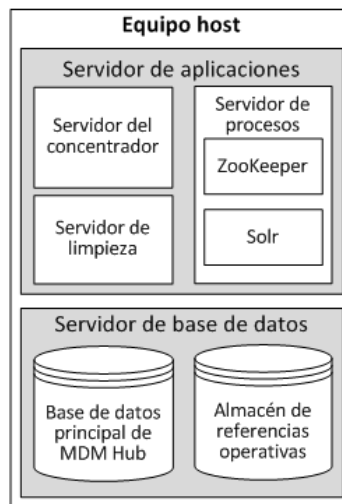 Equipo host
Servidor de aplicaciones
Servidor del
concentrador
Servidor de
limpieza
Servidor de
procesos
ZooKeeper
Solr
Servidor de base de datos
Base de datos
principal de
MDM Hub
Almacén de
referencias
operativas